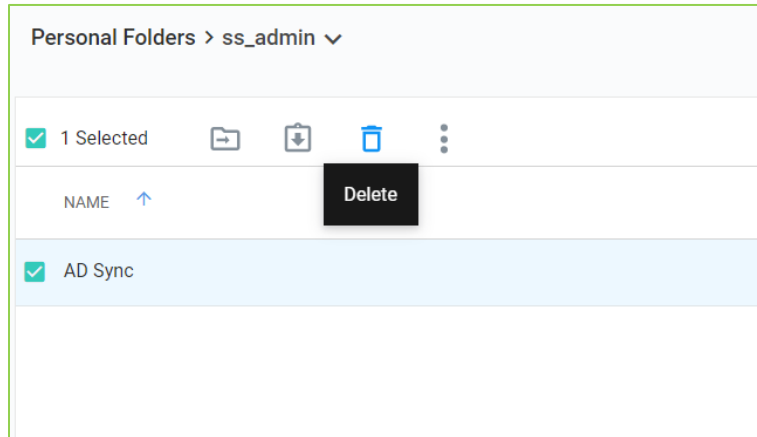 Personal Folders > ss_admin
1 Selected
Delete
NAME
AD Sync